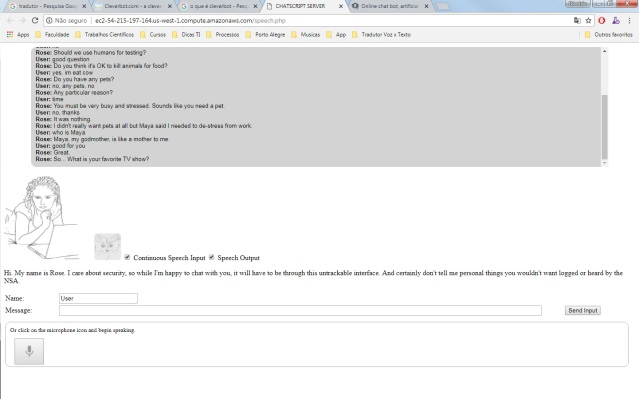 tradutor - Pesquisa Goo
Cleverbot.com - a clever
o que é cleverbot - Pesq
CHATSCRIPT SERVER
Online chat bot, artificia
Não seguro | ec2-54-215-197-164.us-west-1.compute.amazonaws.com/speech.php
Apps
Faculdade
Trabalhos Científicos
Cursos
Dicas TI
Processos
Porto Alegre
Musicas
App
Tradutor Voz x Texto
Outros favoritos
Rose: Should we use humans for testing?
User: good question
Rose: Do you think it's OK to kill animals for food?
User: yes, im eat cow
Rose: Do you have any pets?
User: no, any pets, no
Rose: Any particular reason?
User: time
Rose: You must be very busy and stressed. Sounds like you need a pet.
User: no, thanks
Rose: It was nothing.
Rose: I didn't really want pets at all but Maya said I needed to de-stress from work.
User: who is Maya
Rose: Maya, my godmother, is like a mother to me.
User: good for you
Rose: Great.
Rose: So... What is your favorite TV show?
Continuous Speech Input
Speech Output
Hi. My name is Rose. I care about security, so while I'm happy to chat with you, it will have to be through this untrackable interface. And certainly don't tell me personal things you wouldn't want logged or heard by the
NSA.
Name: User
Message:
Send Input
Or click on the microphone icon and begin speaking.